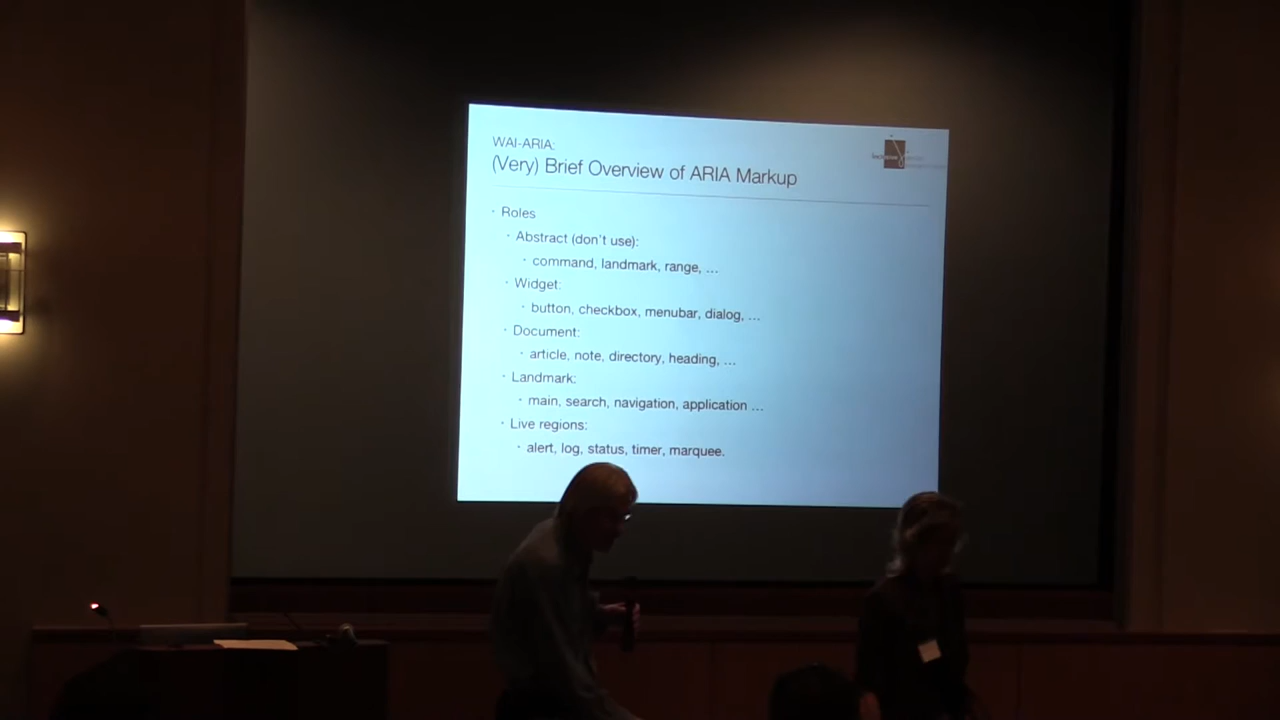 WAI-ARIA:
(Very) Brief Overview of ARIA Markup
· Roles
· Abstract (don't use):
· command, landmark, range, ...
· Widget:
· button, checkbox, menubar, dialog, ...
· Document:
· article, note, directory, heading, ...
· Landmark:
· main, search, navigation, application ...
· Live regions:
· alert, log, status, timer, marquee.